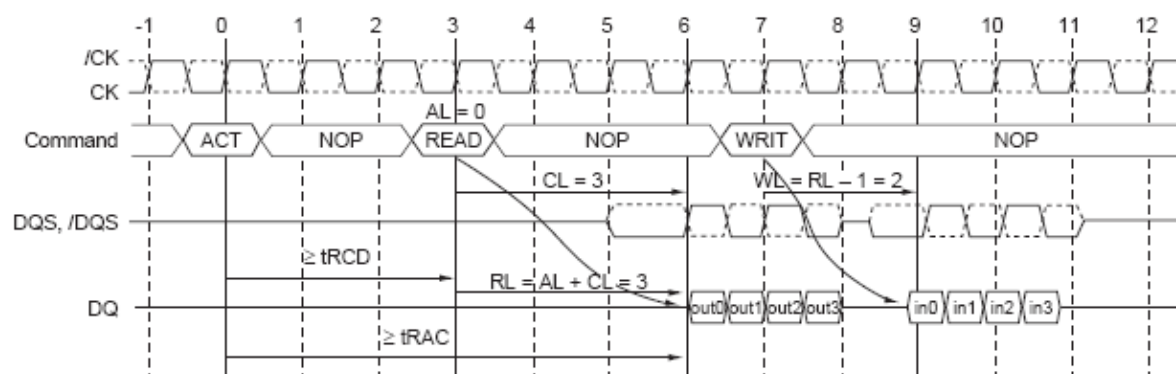 -1 0 1 2 3 4 5 6 7 8 9 10 11 12
/CK
CK
AL = 0
Command ACT NOP READ NOP WRIT NOP
CL = 3 WL = RL – 1 = 2
DQS, /DQS
≥ tRCD
RL = AL + CL = 3
DQ out0 out1 out2 out3 in0 in1 in2 in3
≥ tRAC